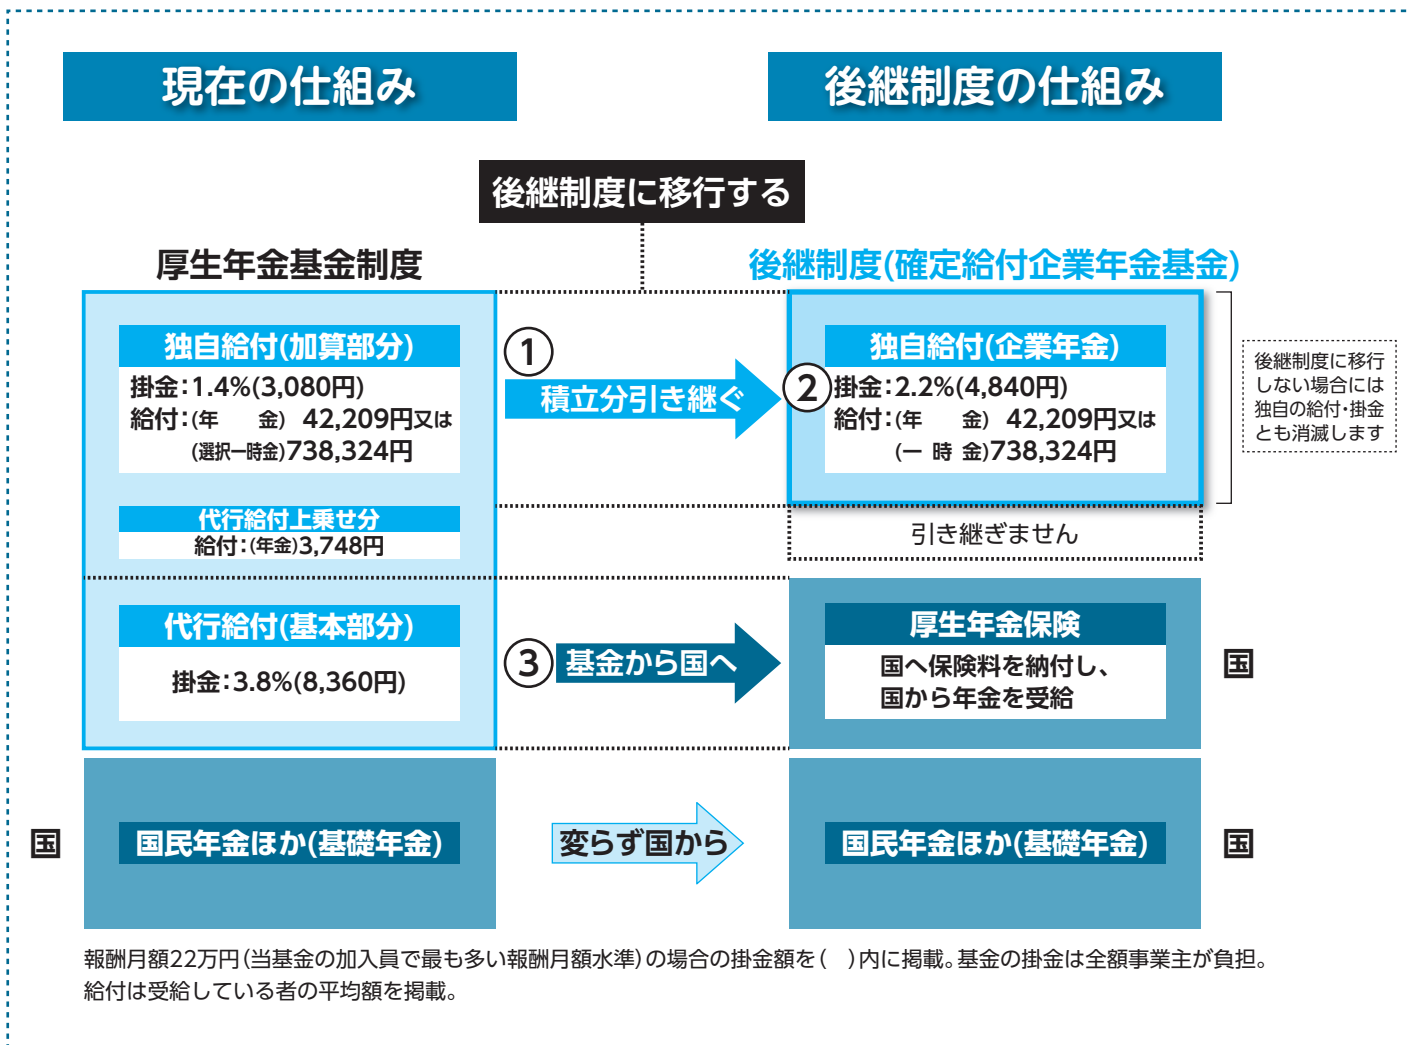 現在の仕組み
後継制度の仕組み
後継制度に移行する
厚生年金基金制度
後継制度(確定給付企業年金基金)
独自給付(加算部分)
掛金:1.4%(3,080円)
給付:(年　金) 42,209円又は
(選択一時金)738,324円
代行給付上乗せ分
給付:(年金)3,748円
代行給付(基本部分)
掛金:3.8%(8,360円)
①
積立分引き継ぐ
②
独自給付(企業年金)
掛金:2.2%(4,840円)
給付:(年　金) 42,209円又は
(一 時 金)738,324円
後継制度に移行
しない場合には
独自の給付・掛金
とも消滅します
引き継ぎません
③
基金から国へ
厚生年金保険
国へ保険料を納付し、
国から年金を受給
国
国
国民年金ほか(基礎年金)
変らず国から
国民年金ほか(基礎年金)
国
報酬月額22万円(当基金の加入員で最も多い報酬月額水準)の場合の掛金額を(　)内に掲載。基金の掛金は全額事業主が負担。
給付は受給している者の平均額を掲載。